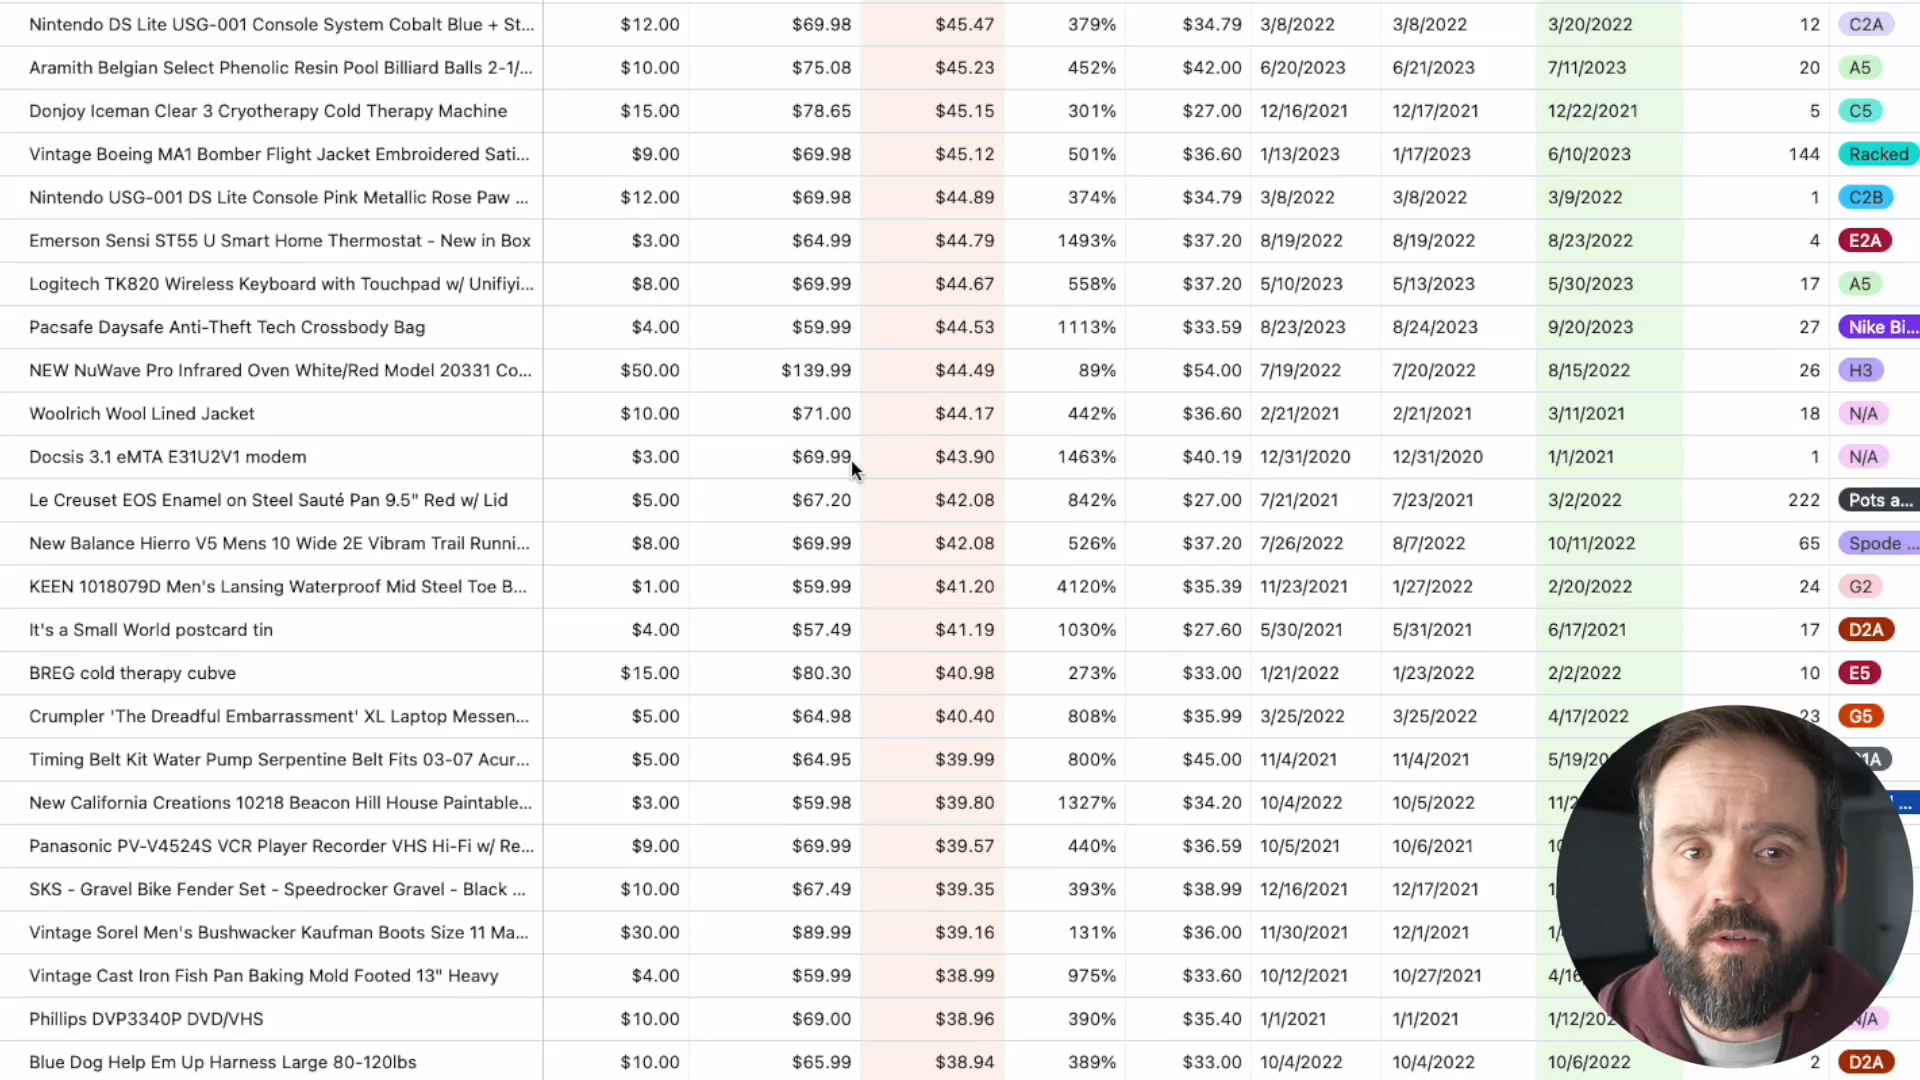 Nintendo DS Lite USG-001 Console System Cobalt Blue + St... $12.00 $69.98 $45.47 379% $34.79 3/8/2022 3/8/2022 3/20/2022 12 C2A
Aramith Belgian Select Phenolic Resin Pool Billiard Balls 2-1/... $10.00 $75.08 $45.23 452% $42.00 6/20/2023 6/21/2023 7/11/2023 20 A5
Donjoy Iceman Clear 3 Cryotherapy Cold Therapy Machine $15.00 $78.65 $45.15 301% $27.00 12/16/2021 12/17/2021 12/22/2021 5 C5
Vintage Boeing MA1 Bomber Flight Jacket Embroidered Sati... $9.00 $69.98 $45.12 501% $36.60 1/13/2023 1/17/2023 6/10/2023 144 Racked
Nintendo USG-001 DS Lite Console Pink Metallic Rose Paw ... $12.00 $69.98 $44.89 374% $34.79 3/8/2022 3/8/2022 3/9/2022 1 C2B
Emerson Sensi ST55 U Smart Home Thermostat - New in Box $3.00 $64.99 $44.79 1493% $37.20 8/19/2022 8/19/2022 8/23/2022 4 E2A
Logitech TK820 Wireless Keyboard with Touchpad w/ Unifiyi... $8.00 $69.99 $44.67 558% $37.20 5/10/2023 5/13/2023 5/30/2023 17 A5
Pacsafe Daysafe Anti-Theft Tech Crossbody Bag $4.00 $59.99 $44.53 1113% $33.59 8/23/2023 8/24/2023 9/20/2023 27 Nike Bi...
NEW NuWave Pro Infrared Oven White/Red Model 20331 Co... $50.00 $139.99 $44.49 89% $54.00 7/19/2022 7/20/2022 8/15/2022 26 H3
Woolrich Wool Lined Jacket $10.00 $71.00 $44.17 442% $36.60 2/21/2021 2/21/2021 3/11/2021 18 N/A
Docsis 3.1 eMTA E31U2V1 modem $3.00 $69.99 $43.90 1463% $40.19 12/31/2020 12/31/2020 1/1/2021 1 N/A
Le Creuset EOS Enamel on Steel Sauté Pan 9.5" Red w/ Lid $5.00 $67.20 $42.08 842% $27.00 7/21/2021 7/23/2021 3/2/2022 222 Pots a...
New Balance Hierro V5 Mens 10 Wide 2E Vibram Trail Runni... $8.00 $69.99 $42.08 526% $37.20 7/26/2022 8/7/2022 10/11/2022 65 Spode ...
KEEN 1018079D Men's Lansing Waterproof Mid Steel Toe B... $1.00 $59.99 $41.20 4120% $35.39 11/23/2021 1/27/2022 2/20/2022 24 G2
It's a Small World postcard tin $4.00 $57.49 $41.19 1030% $27.60 5/30/2021 5/31/2021 6/17/2021 17 D2A
BREG cold therapy cubve $15.00 $80.30 $40.98 273% $33.00 1/21/2022 1/23/2022 2/2/2022 10 E5
Crumpler 'The Dreadful Embarrassment' XL Laptop Messen... $5.00 $64.98 $40.40 808% $35.99 3/25/2022 3/25/2022 4/17/2022 23 G5
Timing Belt Kit Water Pump Serpentine Belt Fits 03-07 Acur... $5.00 $64.95 $39.99 800% $45.00 11/4/2021 11/4/2021
New California Creations 10218 Beacon Hill House Paintable... $3.00 $59.98 $39.80 1327% $34.20 10/4/2022 10/5/2022
Panasonic PV-V4524S VCR Player Recorder VHS Hi-Fi w/ Re... $9.00 $69.99 $39.57 440% $36.59 10/5/2021 10/6/2021
SKS - Gravel Bike Fender Set - Speedrocker Gravel - Black ... $10.00 $67.49 $39.35 393% $38.99 12/16/2021 12/17/2021
Vintage Sorel Men's Bushwacker Kaufman Boots Size 11 Ma... $30.00 $89.99 $39.16 131% $36.00 11/30/2021 12/1/2021
Vintage Cast Iron Fish Pan Baking Mold Footed 13" Heavy $4.00 $59.99 $38.99 975% $33.60 10/12/2021 10/27/2021
Phillips DVP3340P DVD/VHS $10.00 $69.00 $38.96 390% $35.40 1/1/2021 1/1/2021
Blue Dog Help Em Up Harness Large 80-120lbs $10.00 $65.99 $38.94 389% $33.00 10/4/2022 10/4/2022 10/6/2022 2 D2A